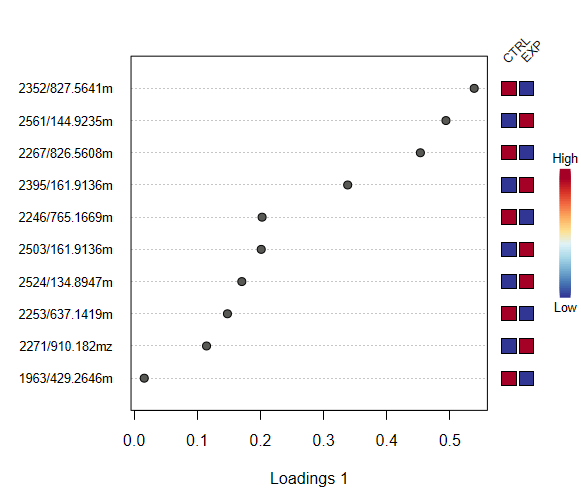 CTRL
EXP
2352/827.5641m
2561/144.9235m
2267/826.5608m
2395/161.9136m
2246/765.1669m
2503/161.9136m
2524/134.8947m
2253/637.1419m
2271/910.182mz
1963/429.2646m
High
Low
0.0 0.1 0.2 0.3 0.4 0.5
Loadings 1